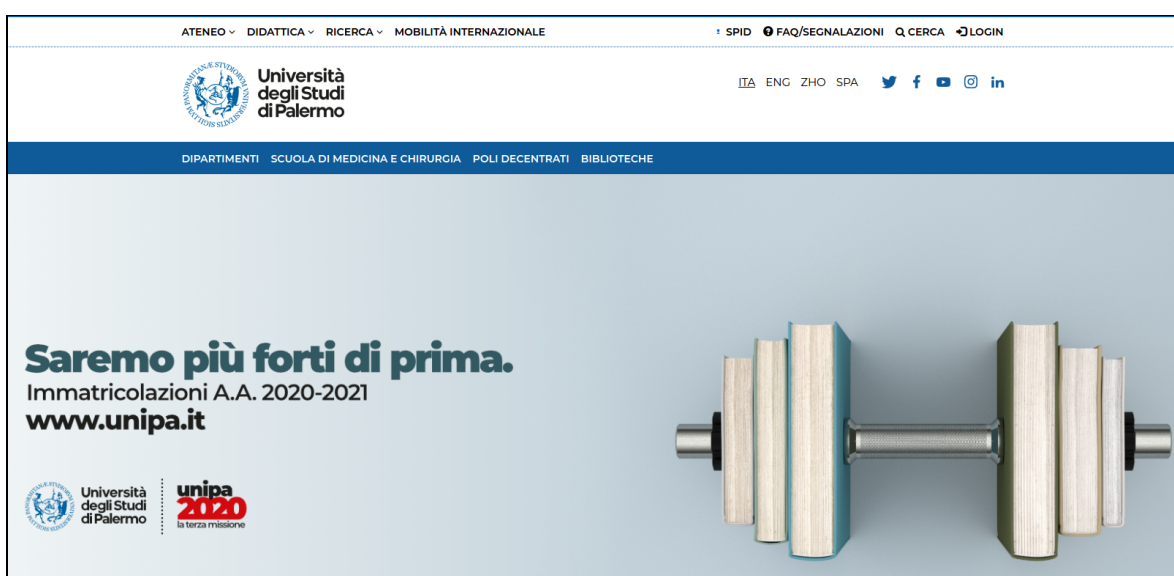 ATENEO DIDATTICA RICERCA MOBILITÀ INTERNAZIONALE SPID FAQ/SEGNALAZIONI CERCA LOGIN
Università
degli Studi
di Palermo
ITA ENG ZHO SPA
DIPARTIMENTI SCUOLA DI MEDICINA E CHIRURGIA POLI DECENTRATI BIBLIOTECHE
Saremo più forti di prima.
Immatricolazioni A.A. 2020-2021
www.unipa.it
Università
degli Studi
di Palermo
unipa
2020
la terza missione